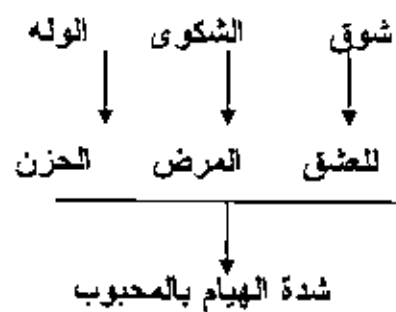 شوق الشكوى الوله
للعشق المرض الحزن
شدة الهيام بالمحبوب